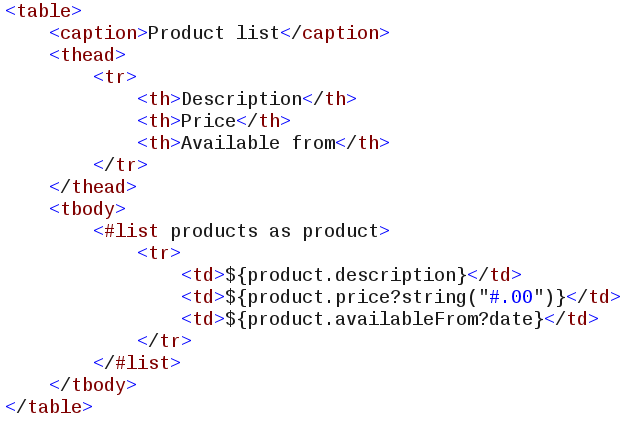 <table>
    <caption>Product list</caption>
    <thead>
        <tr>
            <th>Description</th>
            <th>Price</th>
            <th>Available from</th>
        </tr>
    </thead>
    <tbody>
        <#list products as product>
            <tr>
                <td>${product.description}</td>
                <td>${product.price?string("#.00")}</td>
                <td>${product.availableFrom?date}</td>
            </tr>
        </#list>
    </tbody>
</table>